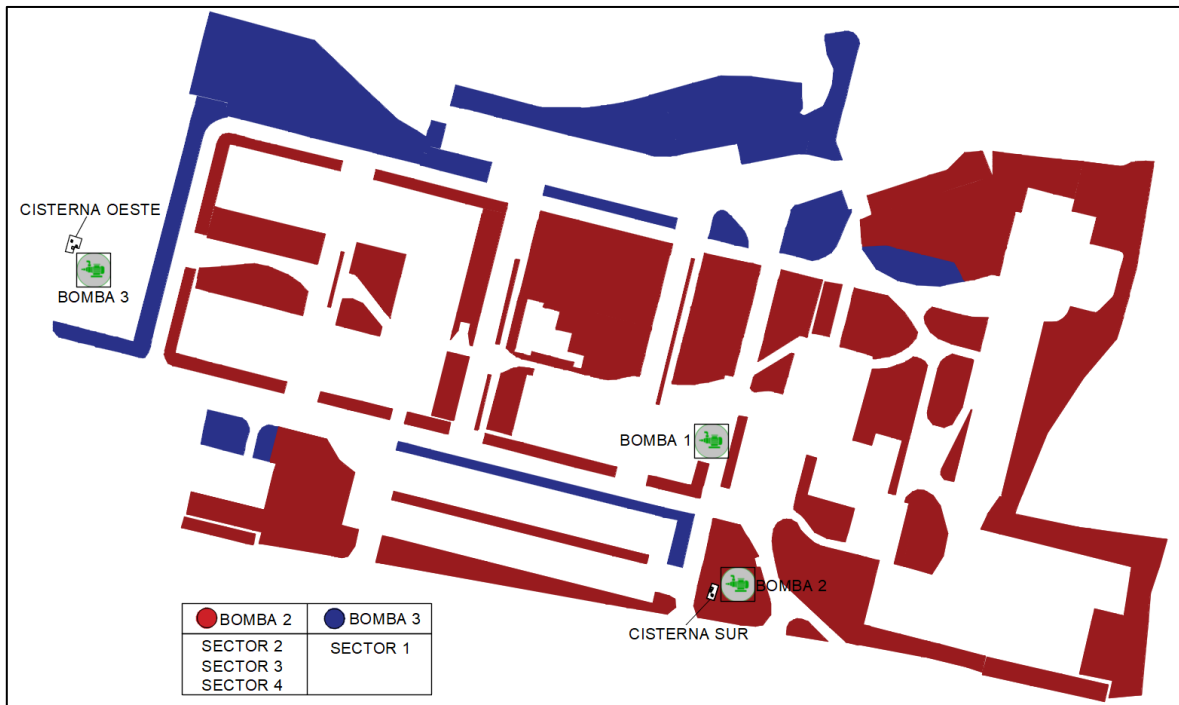 CISTERNA OESTE
BOMBA 3
BOMBA 1
BOMBA 2
CISTERNA SUR
BOMBA 2 BOMBA 3
SECTOR 2 SECTOR 1
SECTOR 3
SECTOR 4